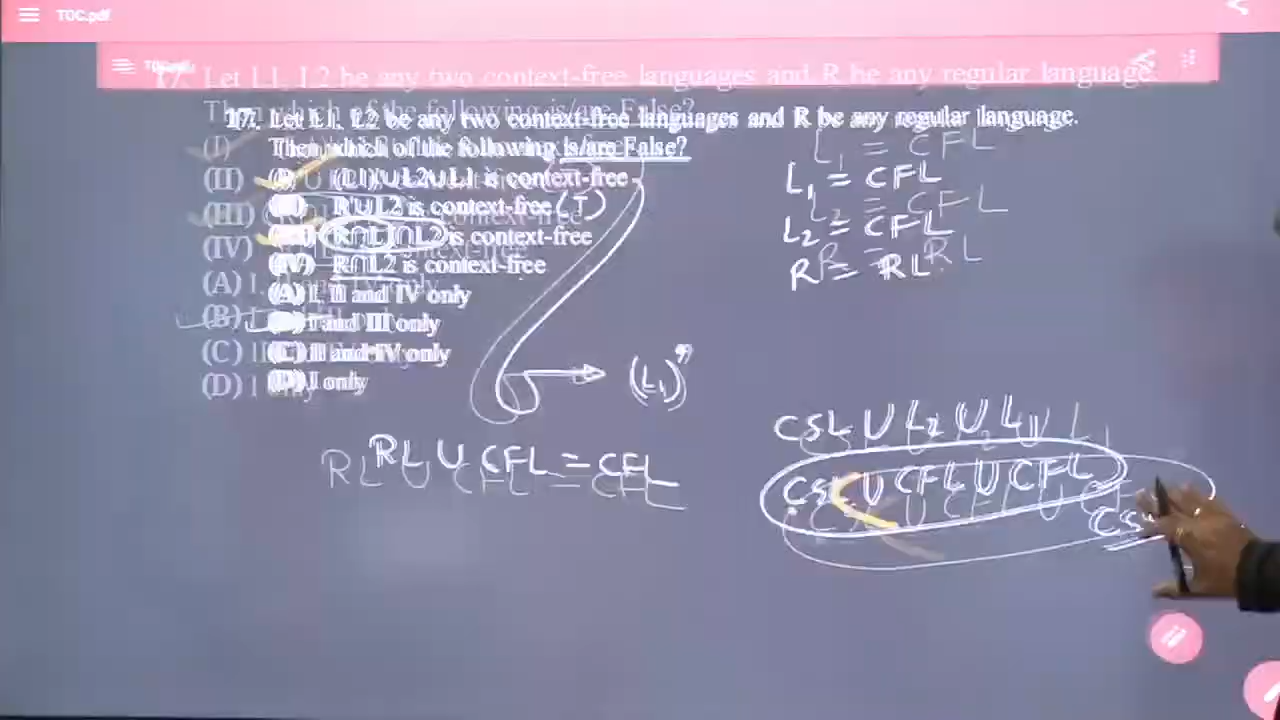 TOC.pdf
17. Let L1, L2 be any two context-free languages and R be any regular language.
Then which of the following is/are False?
(I) (L1)'∪L2∪L1 is context-free
(II) R∪L2 is context-free (T)
(III) R∩L1∩L2 is context-free
(IV) R∩L2 is context-free
(A) I, II and IV only
(B) I and III only
(C) II and IV only
(D) I only
L1 = CFL
L2 = CFL
R = RL
(L1)
RL ∪ CFL = CFL
CSL ∪ L2 ∪ L1
CSL ∪ CFL ∪ CFL